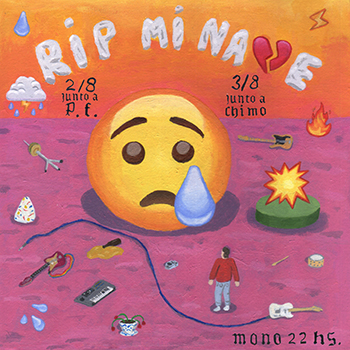 RIP MI NAVE
2/8
junto a
P.F.
3/8
junto a
chimo
mono 22 hs.